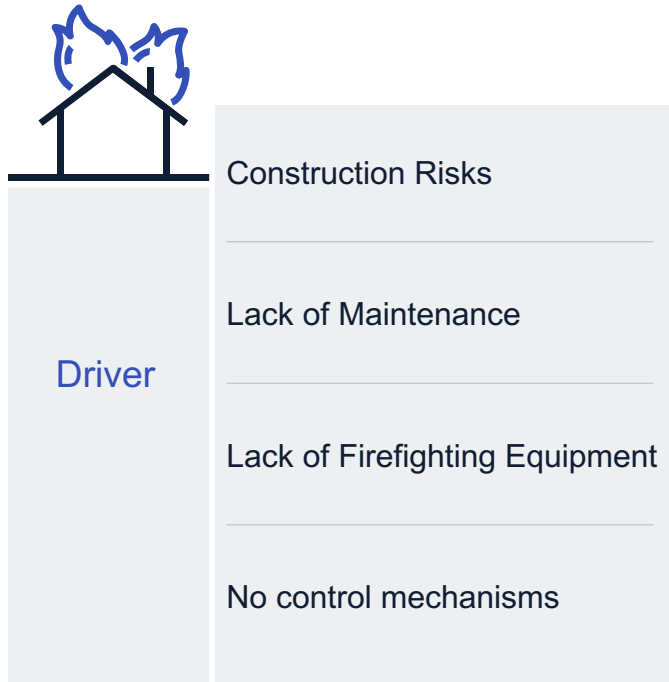 Construction Risks
Lack of Maintenance
Driver
Lack of Firefighting Equipment
No control mechanisms